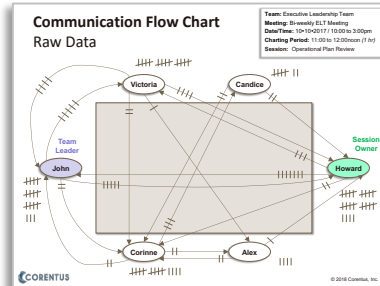 Communication Flow Chart
Raw Data
Team: Executive Leadership Team
Meeting: Bi-weekly ELT Meeting
Date/Time: 10•10•2017 / 10:00 to 3:00pm
Charting Period: 11:00 to 12:00noon (1 hr)
Session: Operational Plan Review
Victoria
Candice
Team
Leader
Session
Owner
John
Howard
Corinne
Alex
CORENTUS
© 2018 Corentus, Inc.